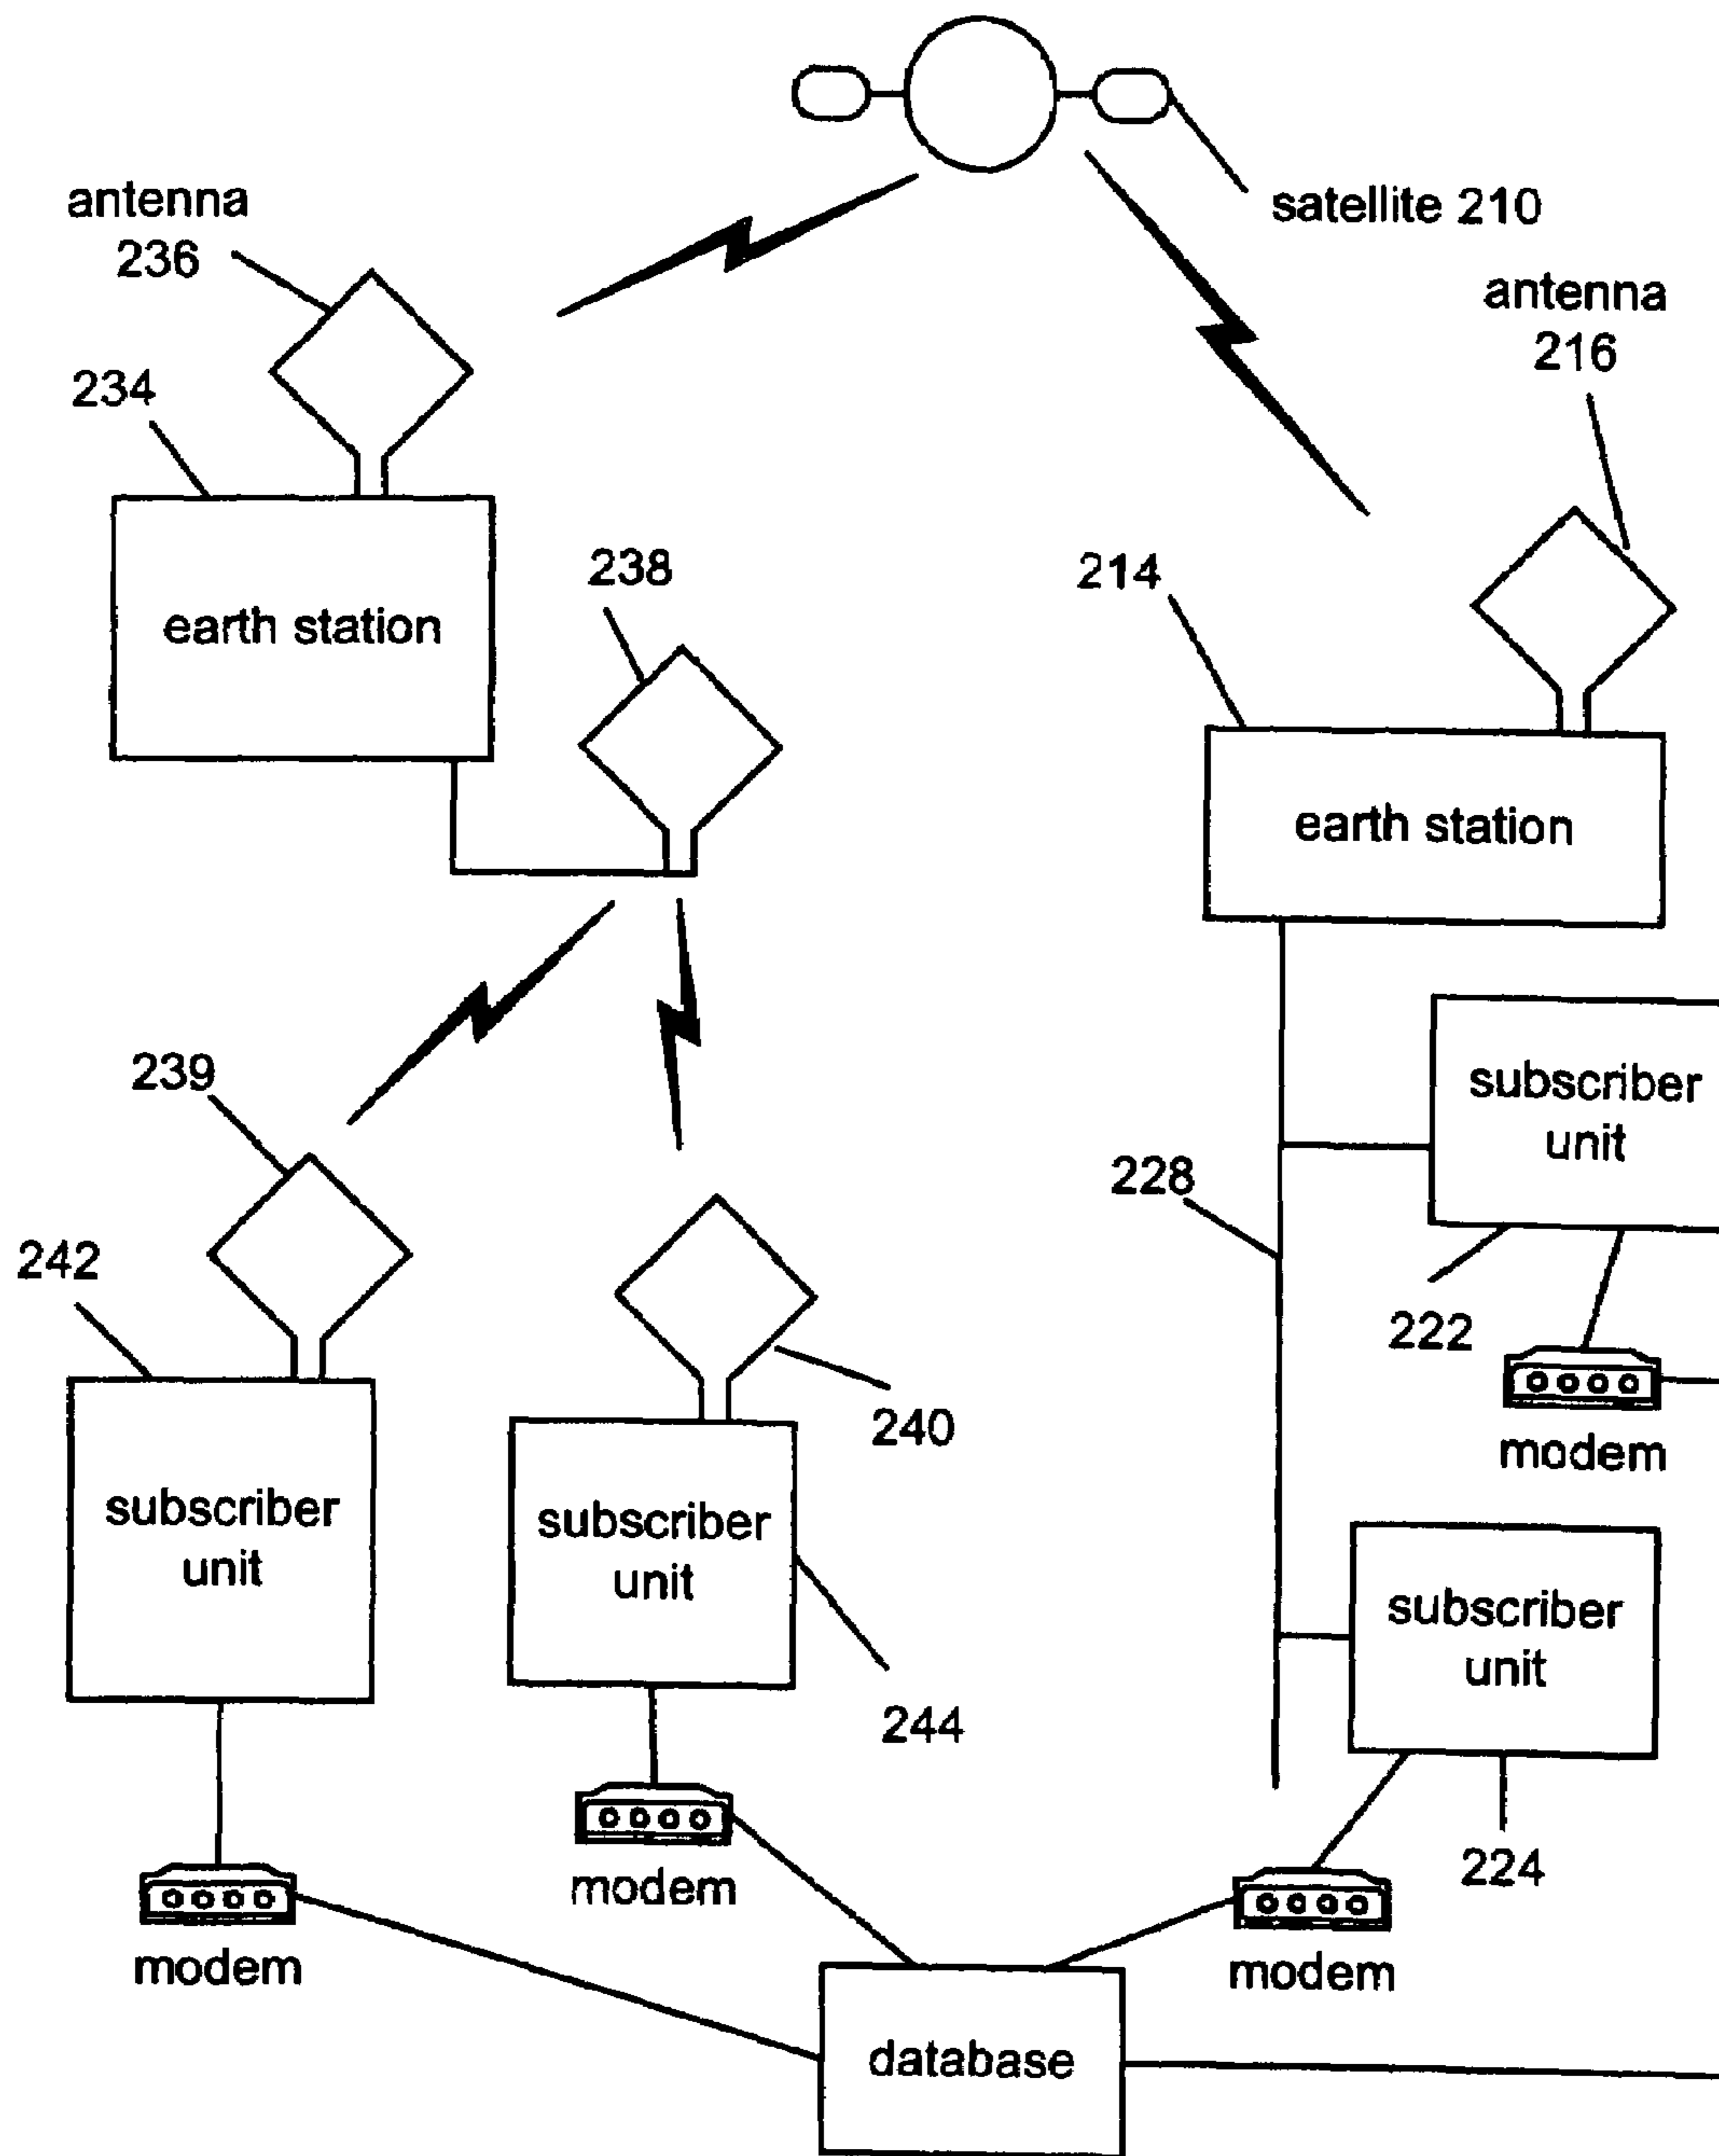 satellite 210
antenna
236
antenna
216
234
earth station
238
214
earth station
239
subscriber
unit
228
242
222
240
modem
subscriber
unit
subscriber
unit
subscriber
unit
244
224
modem
modem
modem
database